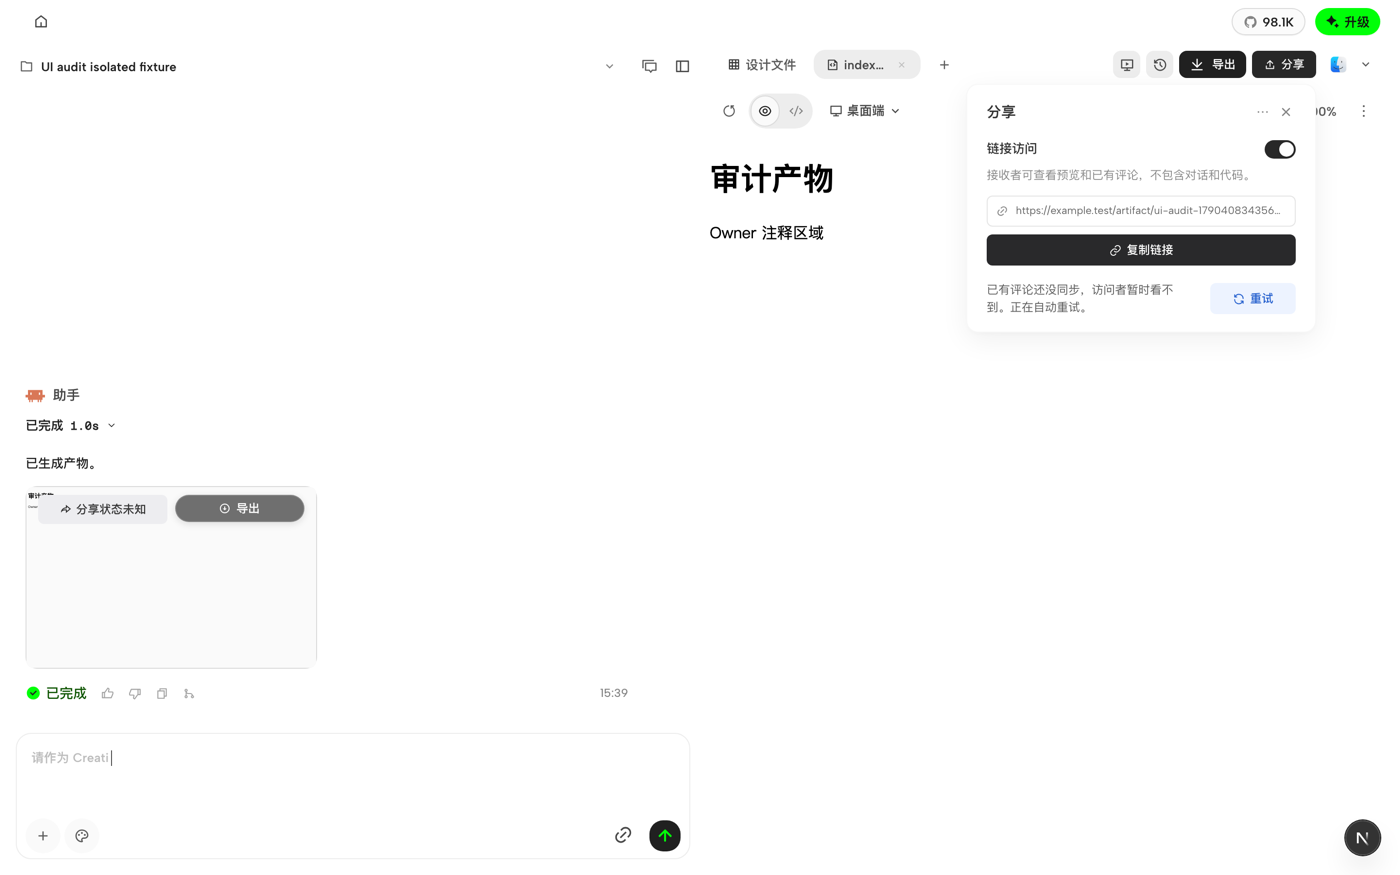 98.1K
升级
UI audit isolated fixture
设计文件
index...
导出
分享
桌面端
00%
分享
链接访问
接收者可查看预览和已有评论，不包含对话和代码。
https://example.test/artifact/ui-audit-179040834356...
复制链接
已有评论还没同步，访问者暂时看不
到。正在自动重试。
重试
审计产物
Owner 注释区域
助手
已完成 1.0s
已生成产物。
分享状态未知
导出
已完成
15:39
请作为 Creati
N